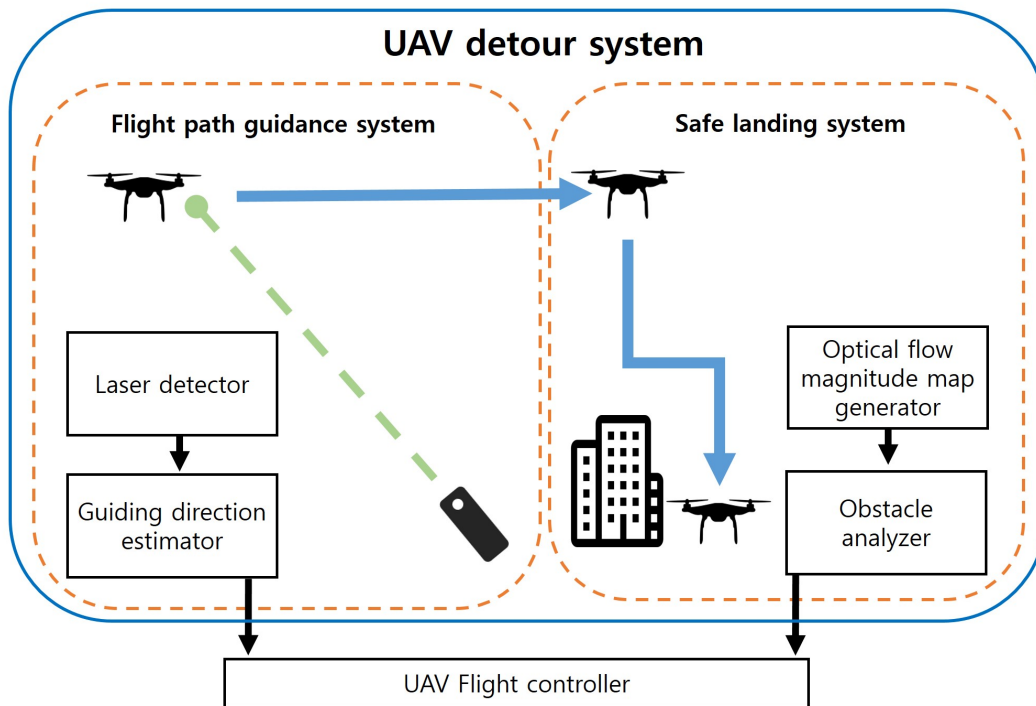 UAV detour system
Flight path guidance system
Safe landing system
Laser detector
Guiding direction
estimator
Optical flow
magnitude map
generator
Obstacle
analyzer
UAV Flight controller